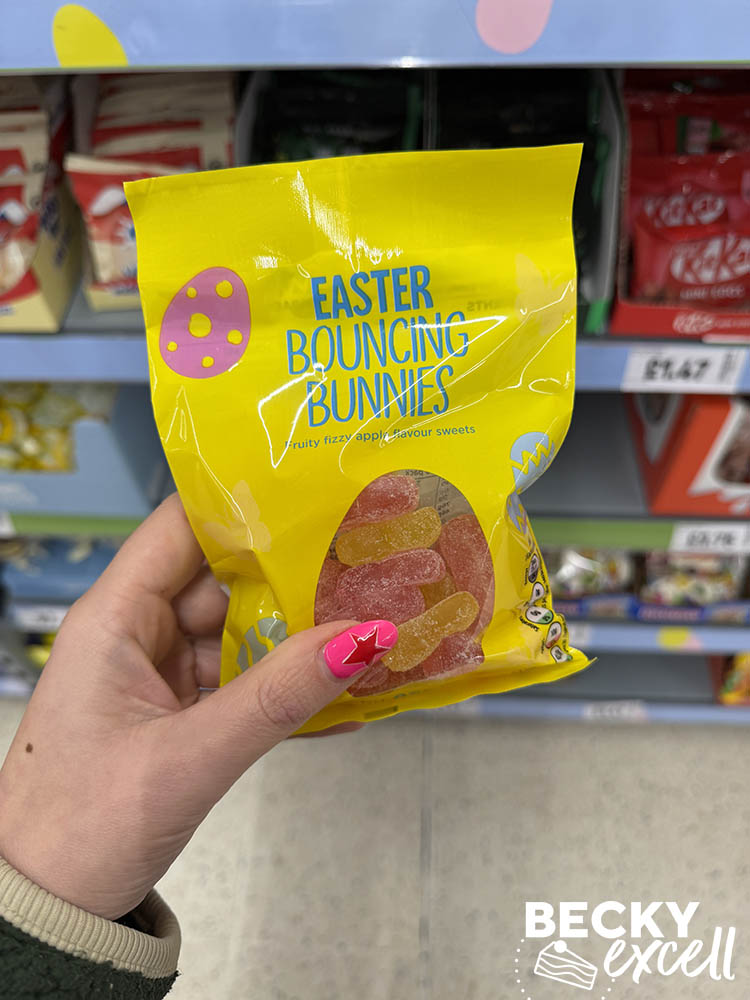 EASTER
BOUNCING
BUNNIES
Fruity fizzy apple flavour sweets
KitKat
KitKat
£1.47
BECKY
excell